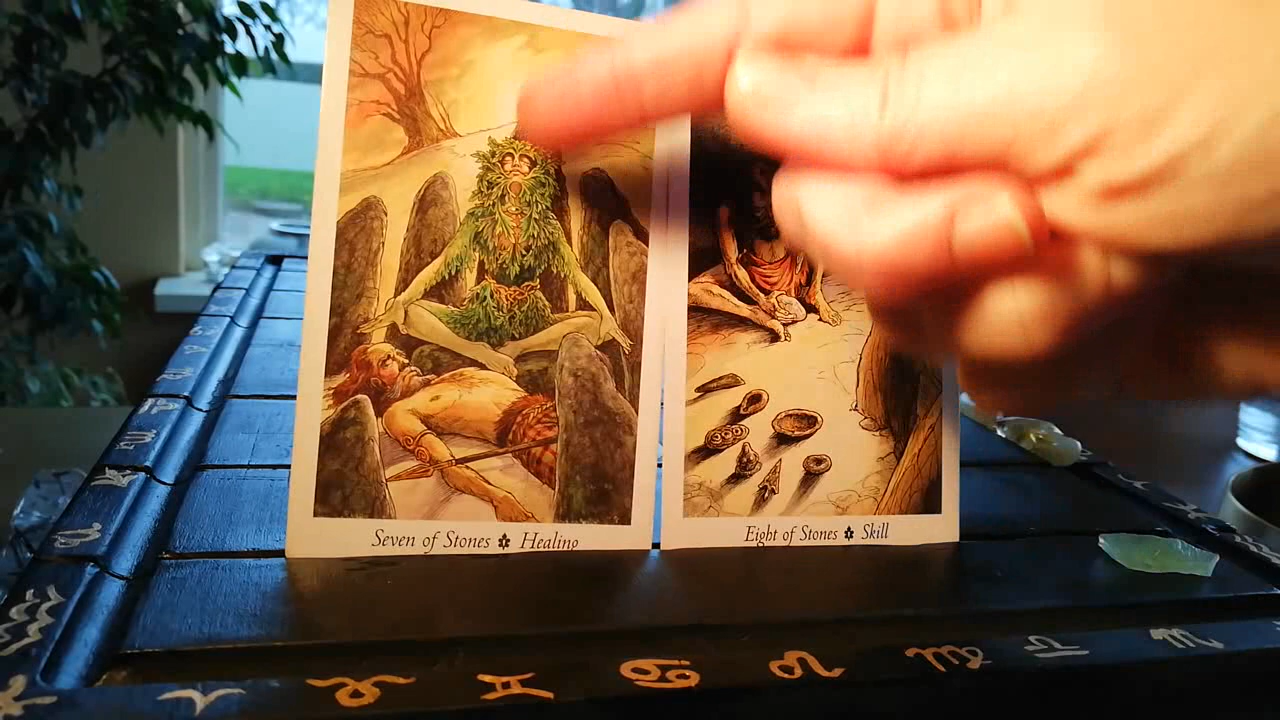 Seven of Stones ✽ Healing
Eight of Stones ✽ Skill